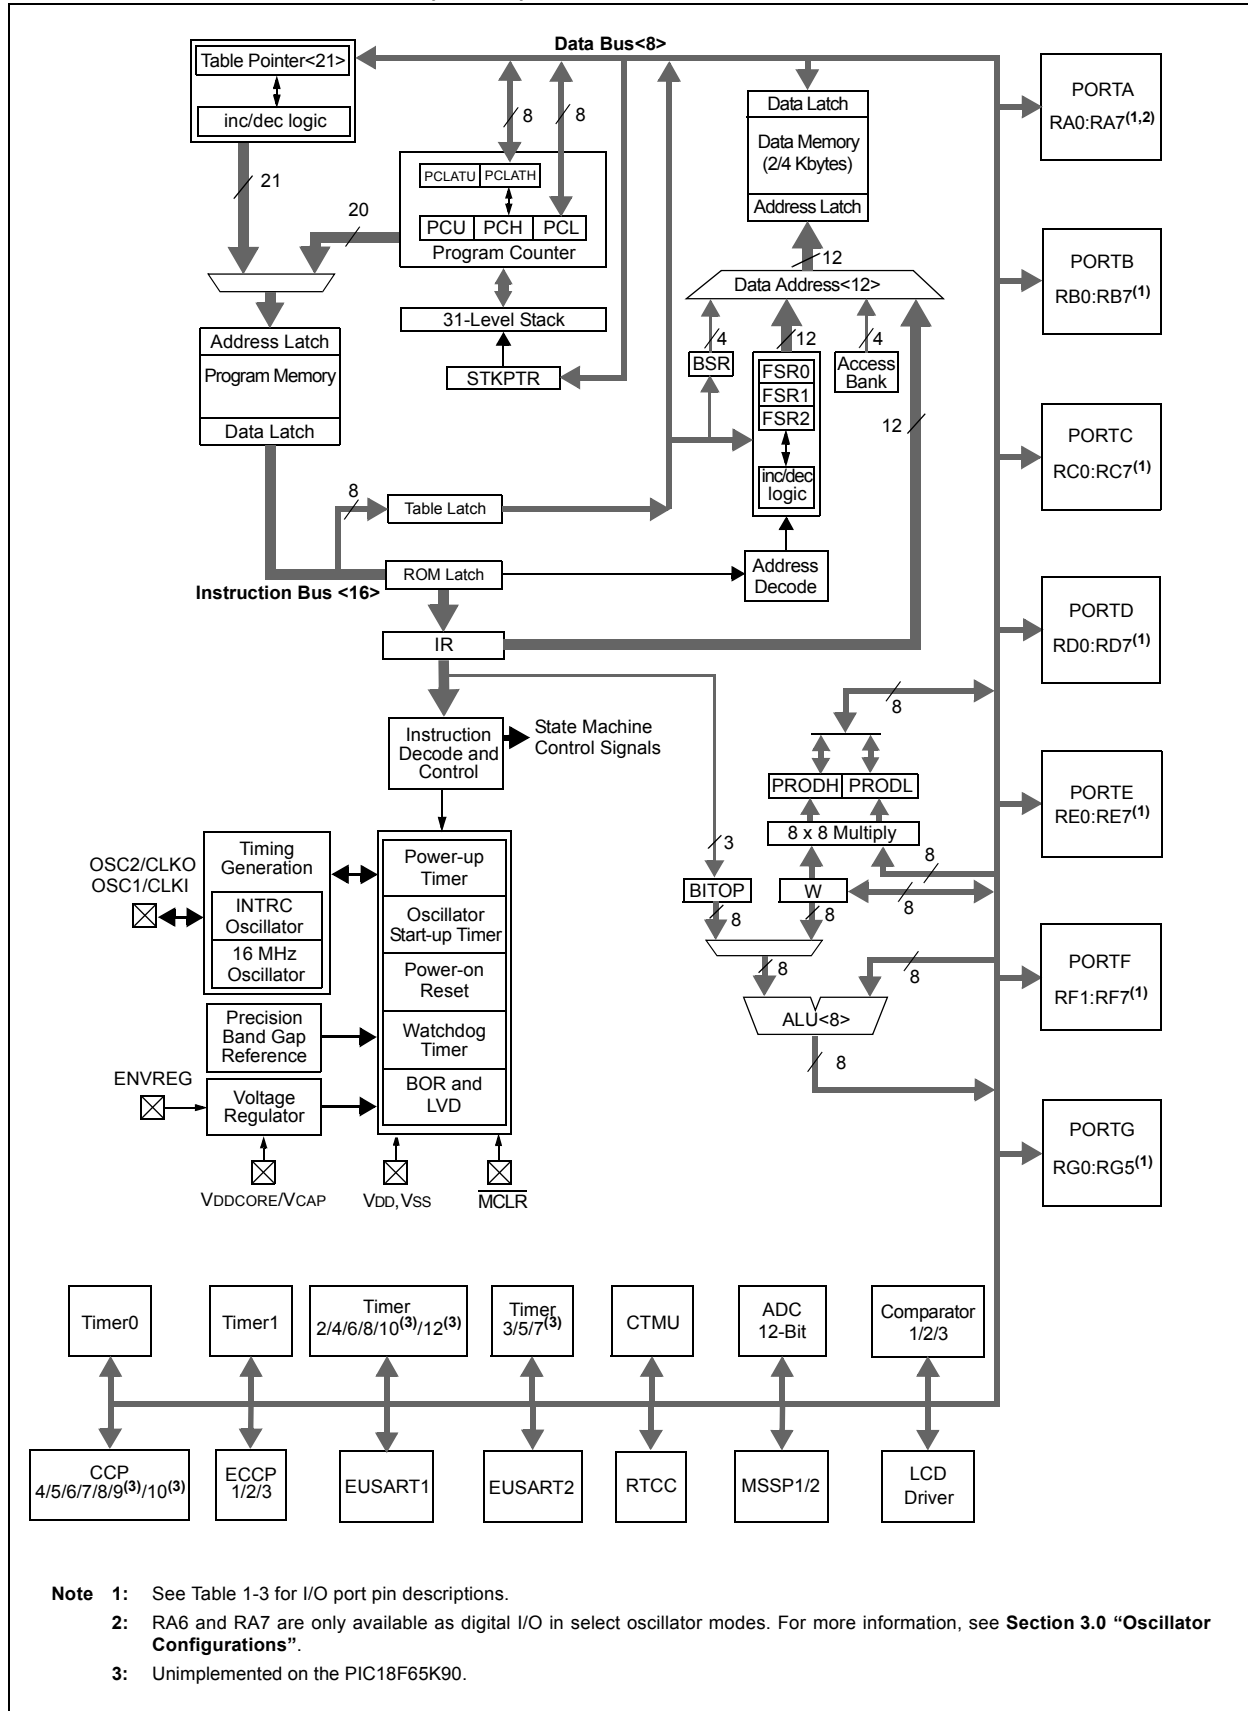 Data Bus<8>
Table Pointer<21>
inc/dec logic
21
8
8
PCLATU
PCLATH
20
PCU
PCH
PCL
Program Counter
31-Level Stack
STKPTR
Data Latch
Data Memory
(2/4 Kbytes)
Address Latch
12
Data Address<12>
4
12
4
BSR
FSR0
FSR1
FSR2
inc/dec
logic
Access
Bank
12
Address Latch
Program Memory
Data Latch
8
Table Latch
ROM Latch
Instruction Bus <16>
Address
Decode
IR
Instruction
Decode and
Control
State Machine
Control Signals
8
PRODH
PRODL
8 x 8 Multiply
3
8
BITOP
W
8
8
8
8
8
ALU<8>
8
OSC2/CLKO
OSC1/CLKI
Timing
Generation
INTRC
Oscillator
16 MHz
Oscillator
Power-up
Timer
Oscillator
Start-up Timer
Power-on
Reset
Watchdog
Timer
BOR and
LVD
Precision
Band Gap
Reference
ENVREG
Voltage
Regulator
VDDCORE/VCAP
VDD, VSS
MCLR
PORTA
RA0:RA7(1,2)
PORTB
RB0:RB7(1)
PORTC
RC0:RC7(1)
PORTD
RD0:RD7(1)
PORTE
RE0:RE7(1)
PORTF
RF1:RF7(1)
PORTG
RG0:RG5(1)
Timer0
Timer1
Timer
2/4/6/8/10(3)/12(3)
Timer
3/5/7(3)
CTMU
ADC
12-Bit
Comparator
1/2/3
CCP
4/5/6/7/8/9(3)/10(3)
ECCP
1/2/3
EUSART1
EUSART2
RTCC
MSSP1/2
LCD
Driver
Note 1: See Table 1-3 for I/O port pin descriptions.
2: RA6 and RA7 are only available as digital I/O in select oscillator modes. For more information, see Section 3.0 “Oscillator
Configurations”.
3: Unimplemented on the PIC18F65K90.